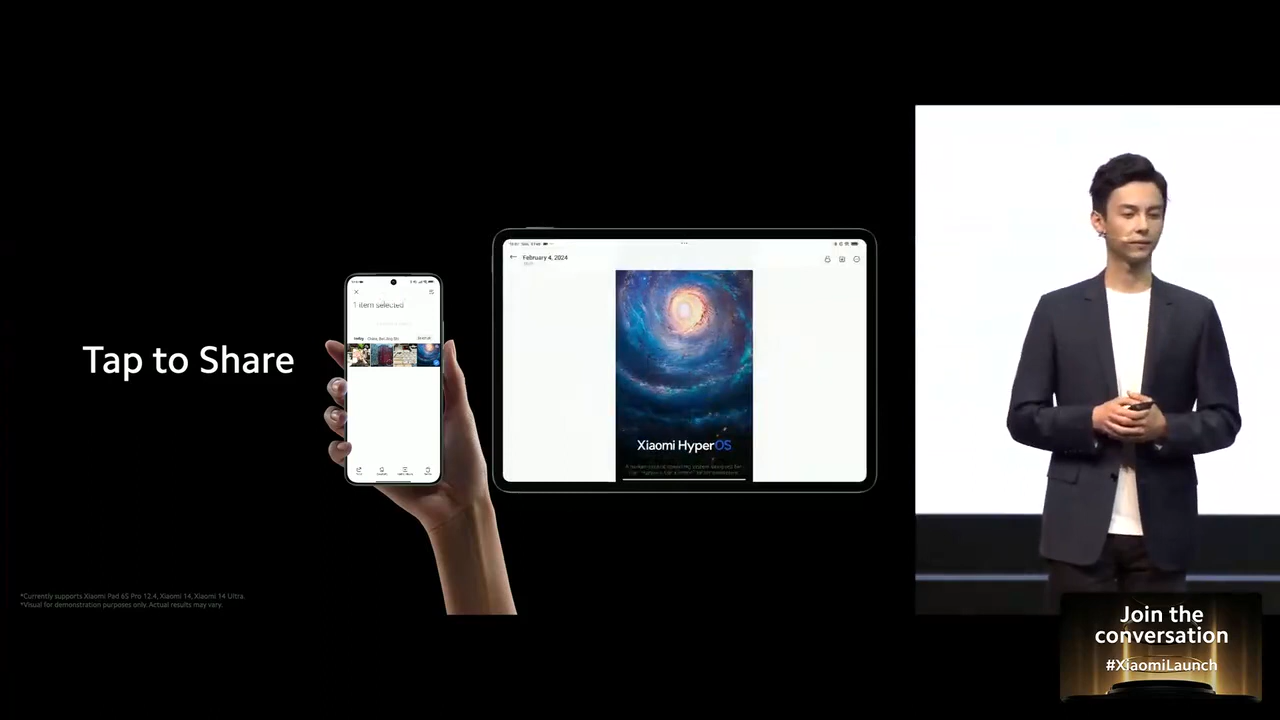 Tap to Share
1 item selected
February 4, 2024
Xiaomi HyperOS
*Currently supports Xiaomi Pad 6S Pro 12.4, Xiaomi 14, Xiaomi 14 Ultra.
*Visual for demonstration purposes only. Actual results may vary.
Join the
conversation
#XiaomiLaunch